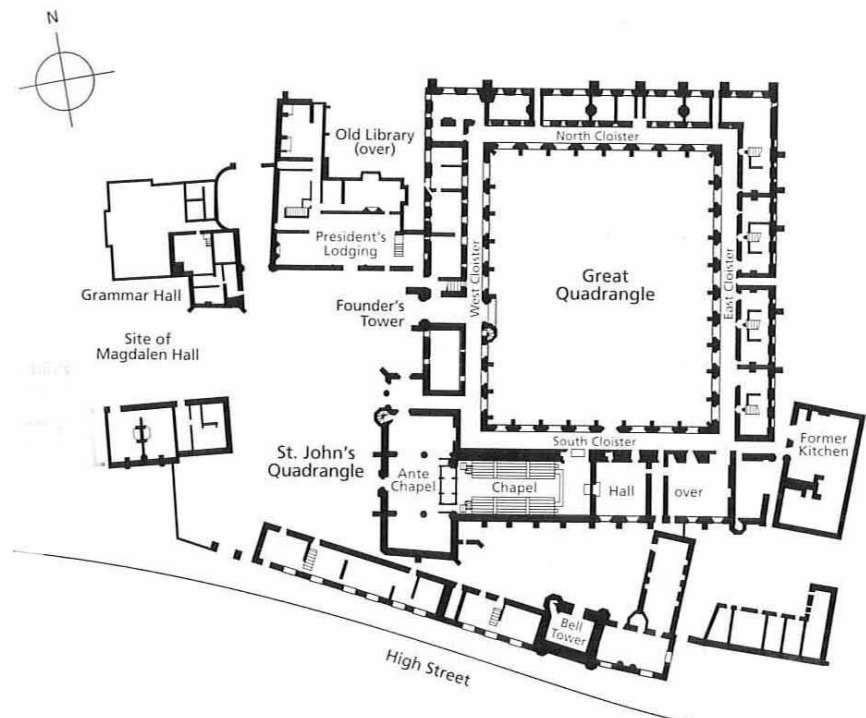 N
Old Library
(over)
North Cloister
President's
Lodging
Grammar Hall
Founder's
Tower
West Cloister
Great
Quadrangle
East Cloister
Site of
Magdalen Hall
St. John's
Quadrangle
South Cloister
Former
Kitchen
Ante
Chapel
Chapel
Hall
over
Bell
Tower
High Street